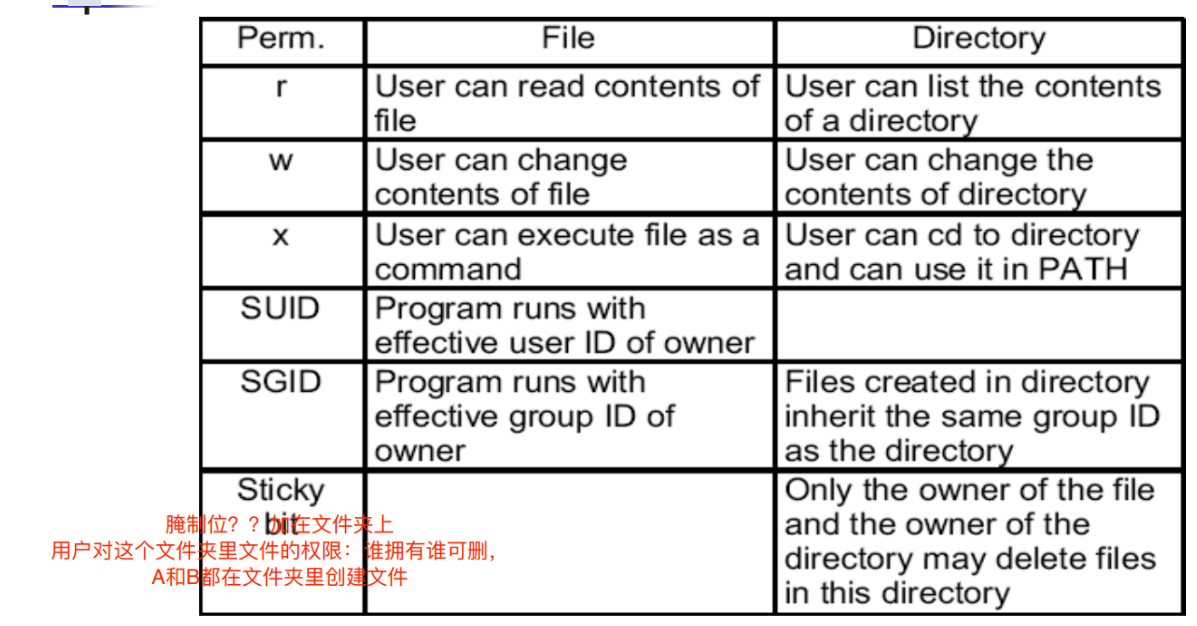 Perm. File Directory
r User can read contents of User can list the contents
file of a directory
w User can change User can change the
contents of file contents of directory
x User can execute file as a User can cd to directory
command and can use it in PATH
SUID Program runs with
effective user ID of owner
SGID Program runs with Files created in directory
effective group ID of inherit the same group ID
owner as the directory
Sticky Only the owner of the file
bit and the owner of the
directory may delete files
in this directory
腌制位？？加在文件夹上
用户对这个文件夹里文件的权限：谁拥有谁可删，
A和B都在文件夹里创建文件